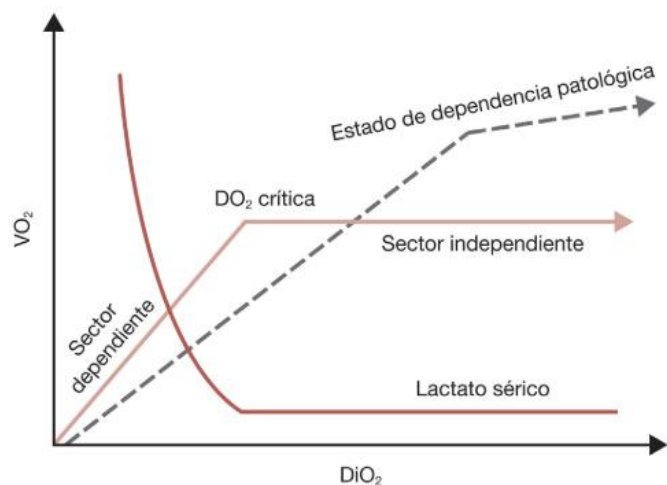 Estado de dependencia patológica
DO₂ crítica
VO₂
Sector independiente
Sector
dependiente
Lactato sérico
DiO₂